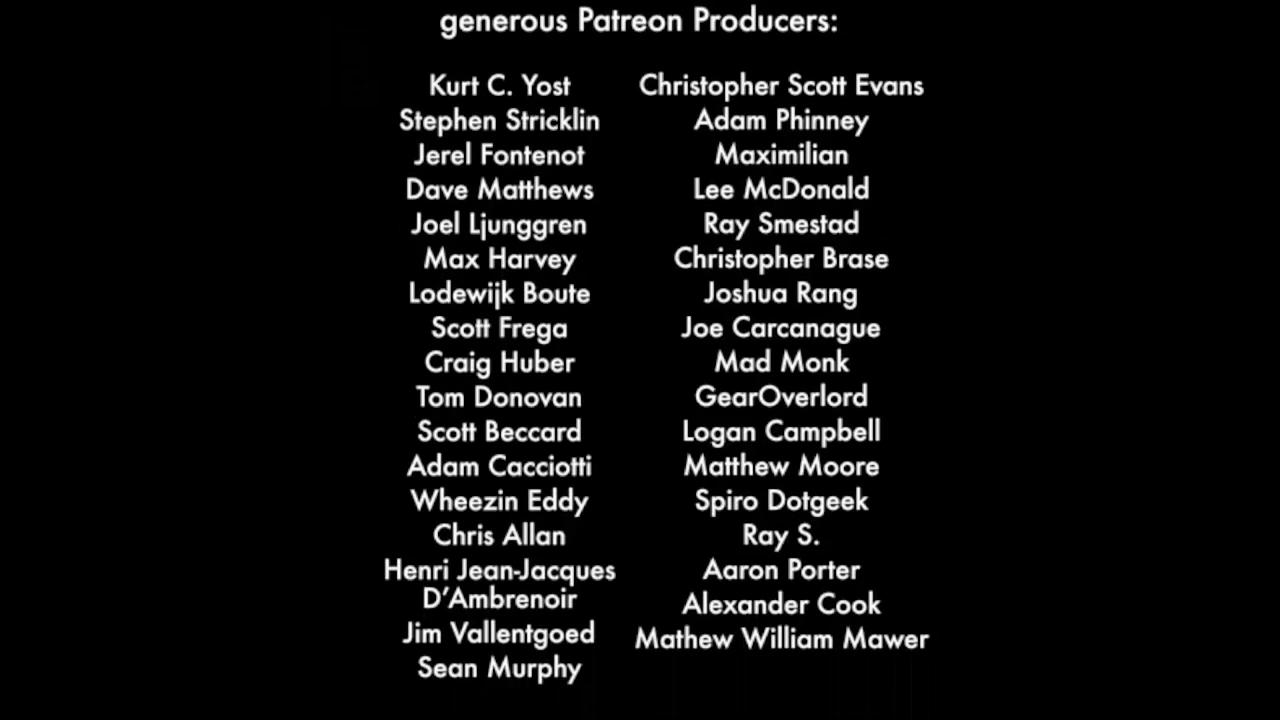 generous Patreon Producers:
Kurt C. Yost
Stephen Stricklin
Jerel Fontenot
Dave Matthews
Joel Ljunggren
Max Harvey
Lodewijk Boute
Scott Frega
Craig Huber
Tom Donovan
Scott Beccard
Adam Cacciotti
Wheezin Eddy
Chris Allan
Henri Jean-Jacques
D'Ambrenoir
Jim Vallentgoed
Sean Murphy
Christopher Scott Evans
Adam Phinney
Maximilian
Lee McDonald
Ray Smestad
Christopher Brase
Joshua Rang
Joe Carcanague
Mad Monk
GearOverlord
Logan Campbell
Matthew Moore
Spiro Dotgeek
Ray S.
Aaron Porter
Alexander Cook
Mathew William Mawer